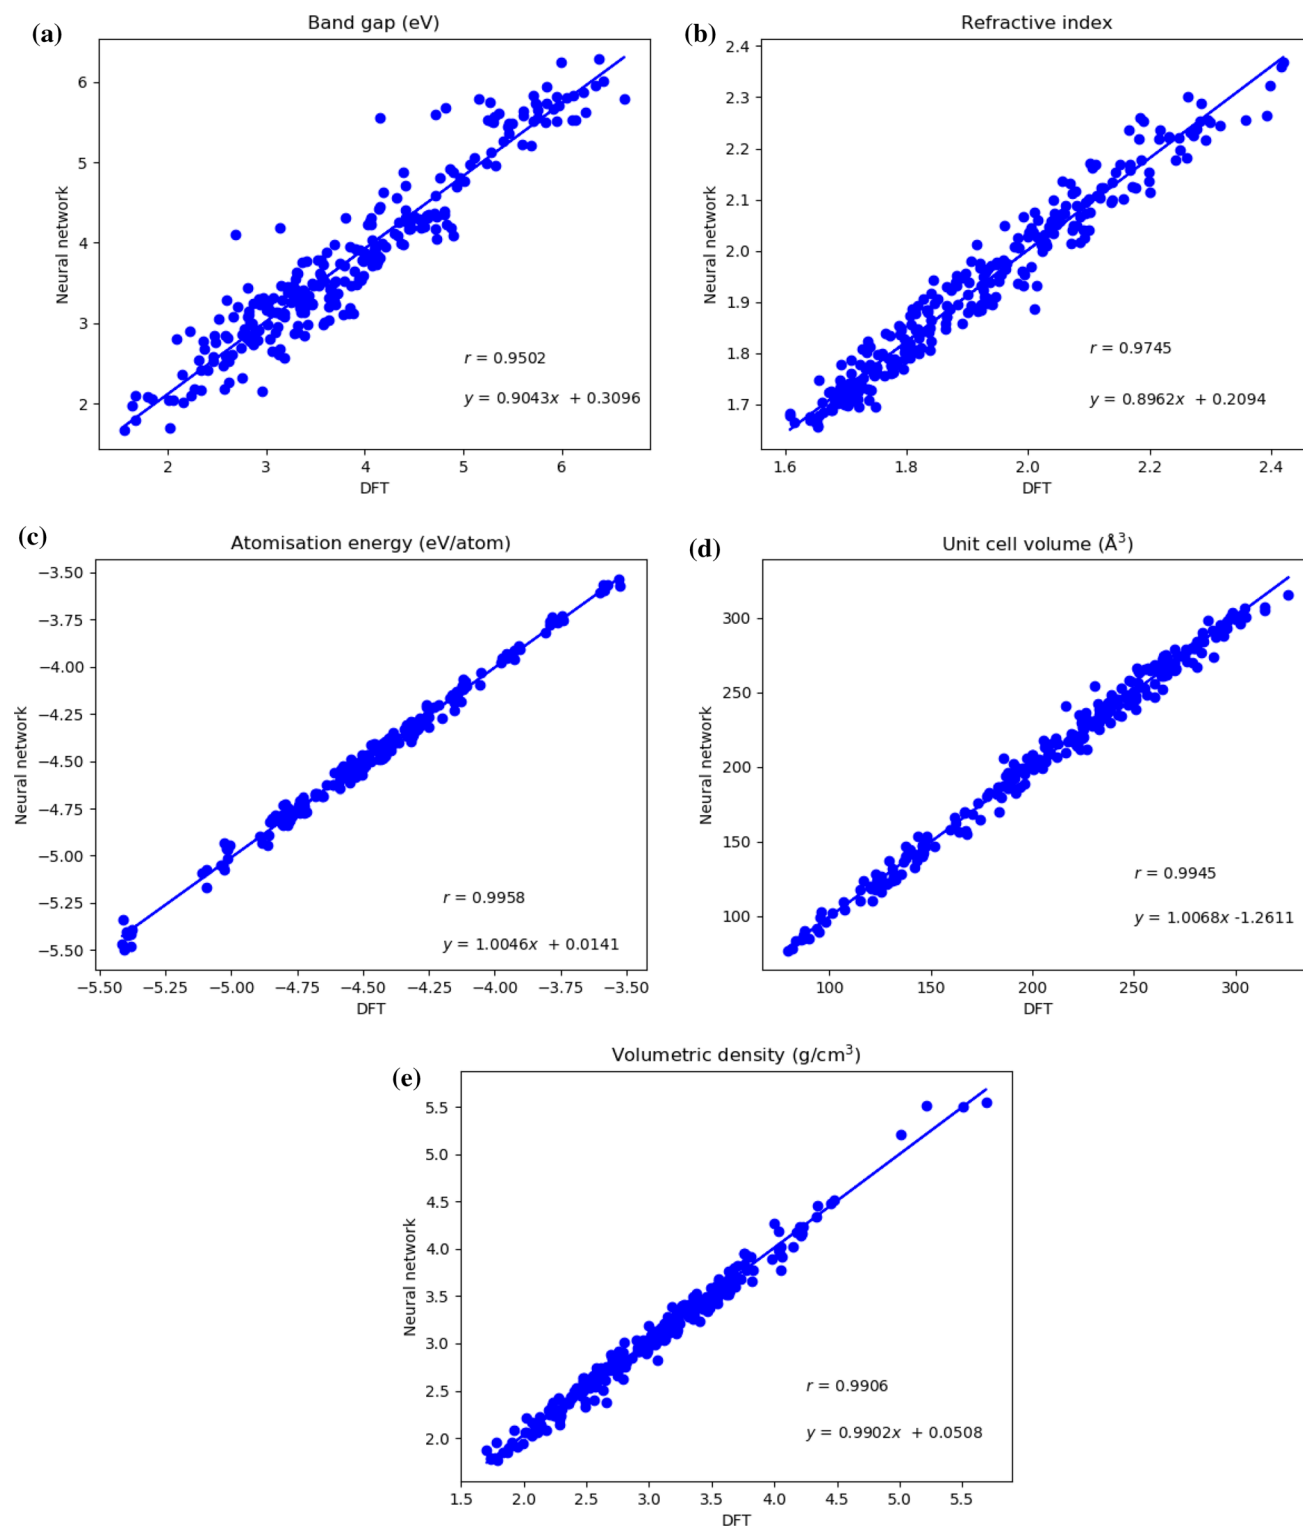 (a)
Band gap (eV)
Neural network
6
5
4
3
2
r = 0.9502
y = 0.9043x + 0.3096
2 3 4 5 6
DFT
(b)
Refractive index
Neural network
2.4
2.3
2.2
2.1
2.0
1.9
1.8
1.7
r = 0.9745
y = 0.8962x + 0.2094
1.6 1.8 2.0 2.2 2.4
DFT
(c)
Atomisation energy (eV/atom)
Neural network
−3.50
−3.75
−4.00
−4.25
−4.50
−4.75
−5.00
−5.25
−5.50
r = 0.9958
y = 1.0046x + 0.0141
−5.50 −5.25 −5.00 −4.75 −4.50 −4.25 −4.00 −3.75 −3.50
DFT
(d)
Unit cell volume (Å³)
Neural network
300
250
200
150
100
r = 0.9945
y = 1.0068x -1.2611
100 150 200 250 300
DFT
(e)
Volumetric density (g/cm³)
Neural network
5.5
5.0
4.5
4.0
3.5
3.0
2.5
2.0
r = 0.9906
y = 0.9902x + 0.0508
1.5 2.0 2.5 3.0 3.5 4.0 4.5 5.0 5.5
DFT